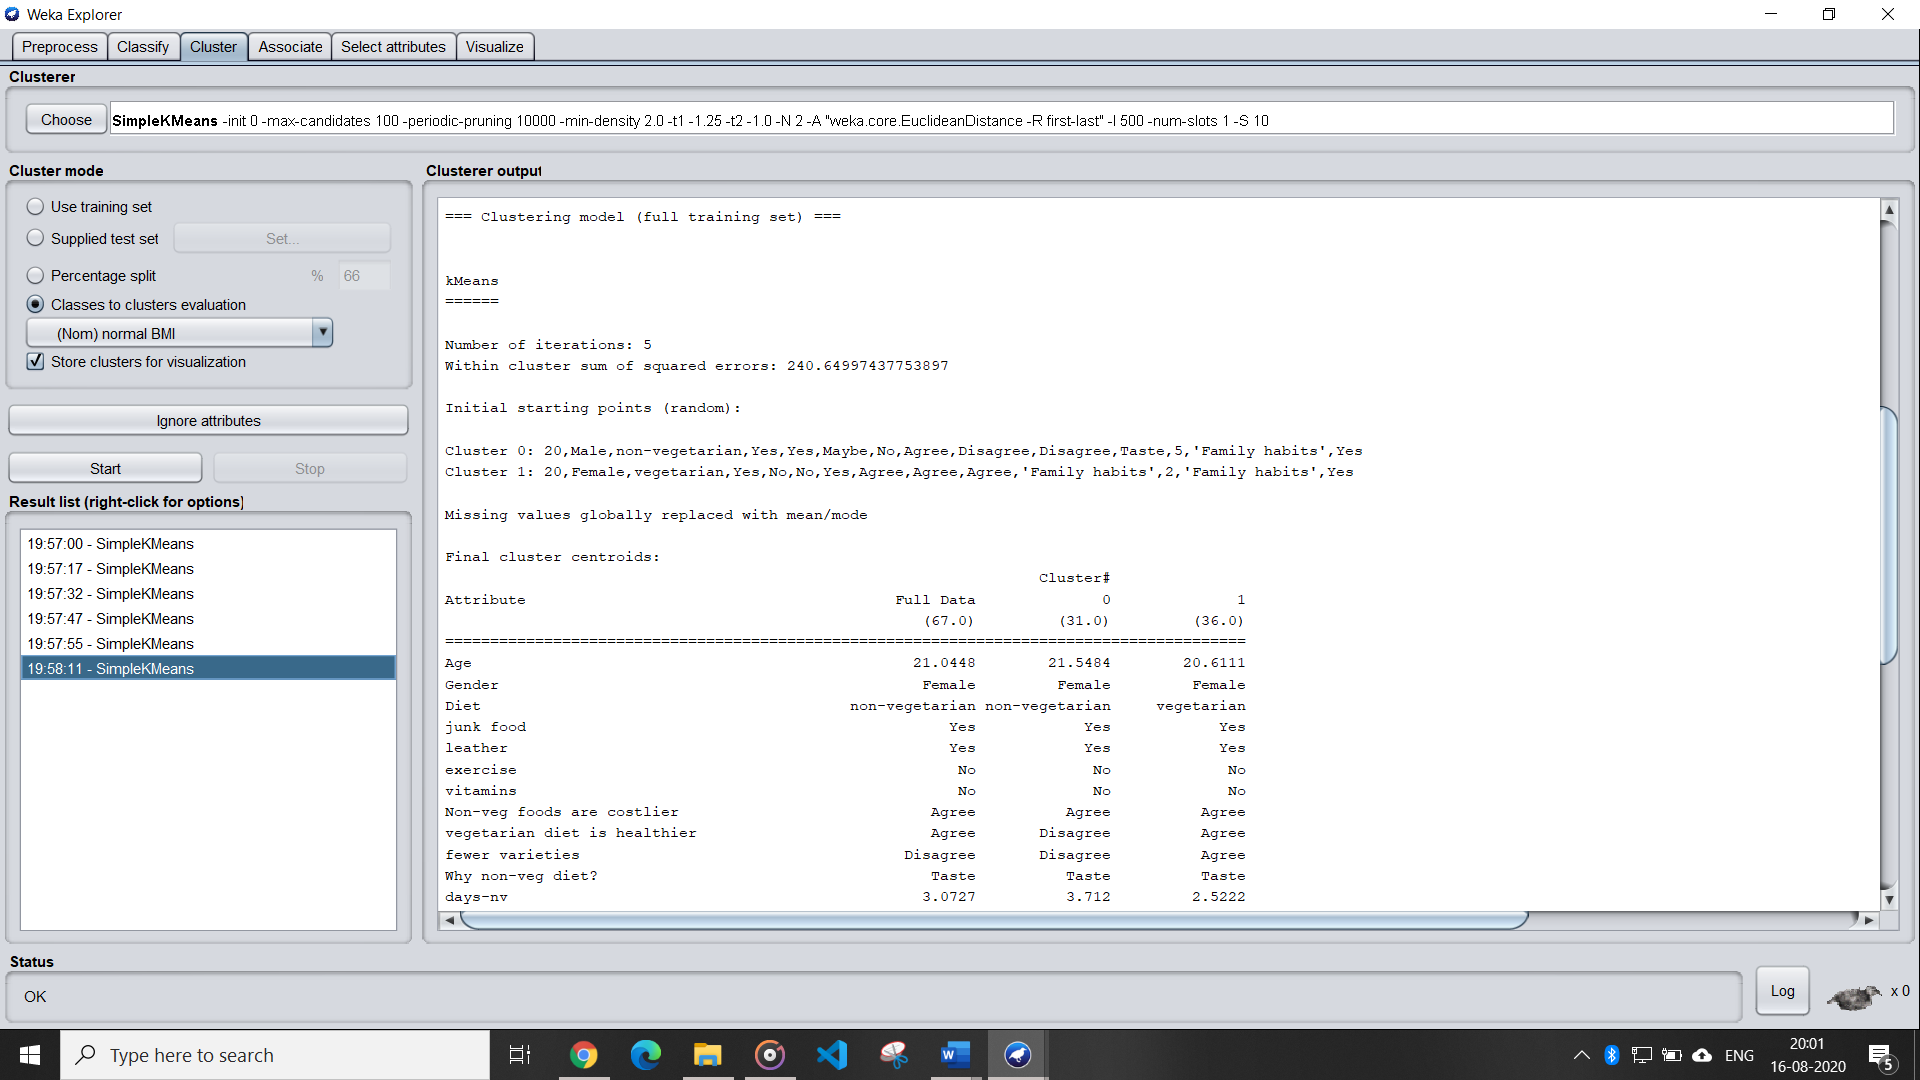 Weka Explorer
Preprocess Classify Cluster Associate Select attributes Visualize
Clusterer
Choose SimpleKMeans -init 0 -max-candidates 100 -periodic-pruning 10000 -min-density 2.0 -t1 -1.25 -t2 -1.0 -N 2 -A "weka.core.EuclideanDistance -R first-last" -I 500 -num-slots 1 -S 10
Cluster mode
Use training set
Supplied test set Set...
Percentage split % 66
Classes to clusters evaluation
(Nom) normal BMI
Store clusters for visualization
Ignore attributes
Start Stop
Result list (right-click for options)
19:57:00 - SimpleKMeans
19:57:17 - SimpleKMeans
19:57:32 - SimpleKMeans
19:57:47 - SimpleKMeans
19:57:55 - SimpleKMeans
19:58:11 - SimpleKMeans
Clusterer output
=== Clustering model (full training set) ===
kMeans
======
Number of iterations: 5
Within cluster sum of squared errors: 240.64997437753897
Initial starting points (random):
Cluster 0: 20,Male,non-vegetarian,Yes,Yes,Maybe,No,Agree,Disagree,Disagree,Taste,5,'Family habits',Yes
Cluster 1: 20,Female,vegetarian,Yes,No,No,Yes,Agree,Agree,Agree,'Family habits',2,'Family habits',Yes
Missing values globally replaced with mean/mode
Final cluster centroids:
Cluster#
Attribute Full Data 0 1
(67.0) (31.0) (36.0)
==========================================================================================
Age 21.0448 21.5484 20.6111
Gender Female Female Female
Diet non-vegetarian non-vegetarian vegetarian
junk food Yes Yes Yes
leather Yes Yes Yes
exercise No No No
vitamins No No No
Non-veg foods are costlier Agree Agree Agree
vegetarian diet is healthier Agree Disagree Agree
fewer varieties Disagree Disagree Agree
Why non-veg diet? Taste Taste Taste
days-nv 3.0727 3.712 2.5222
Status
OK
Log x 0
Type here to search
ENG
20:01
16-08-2020
5